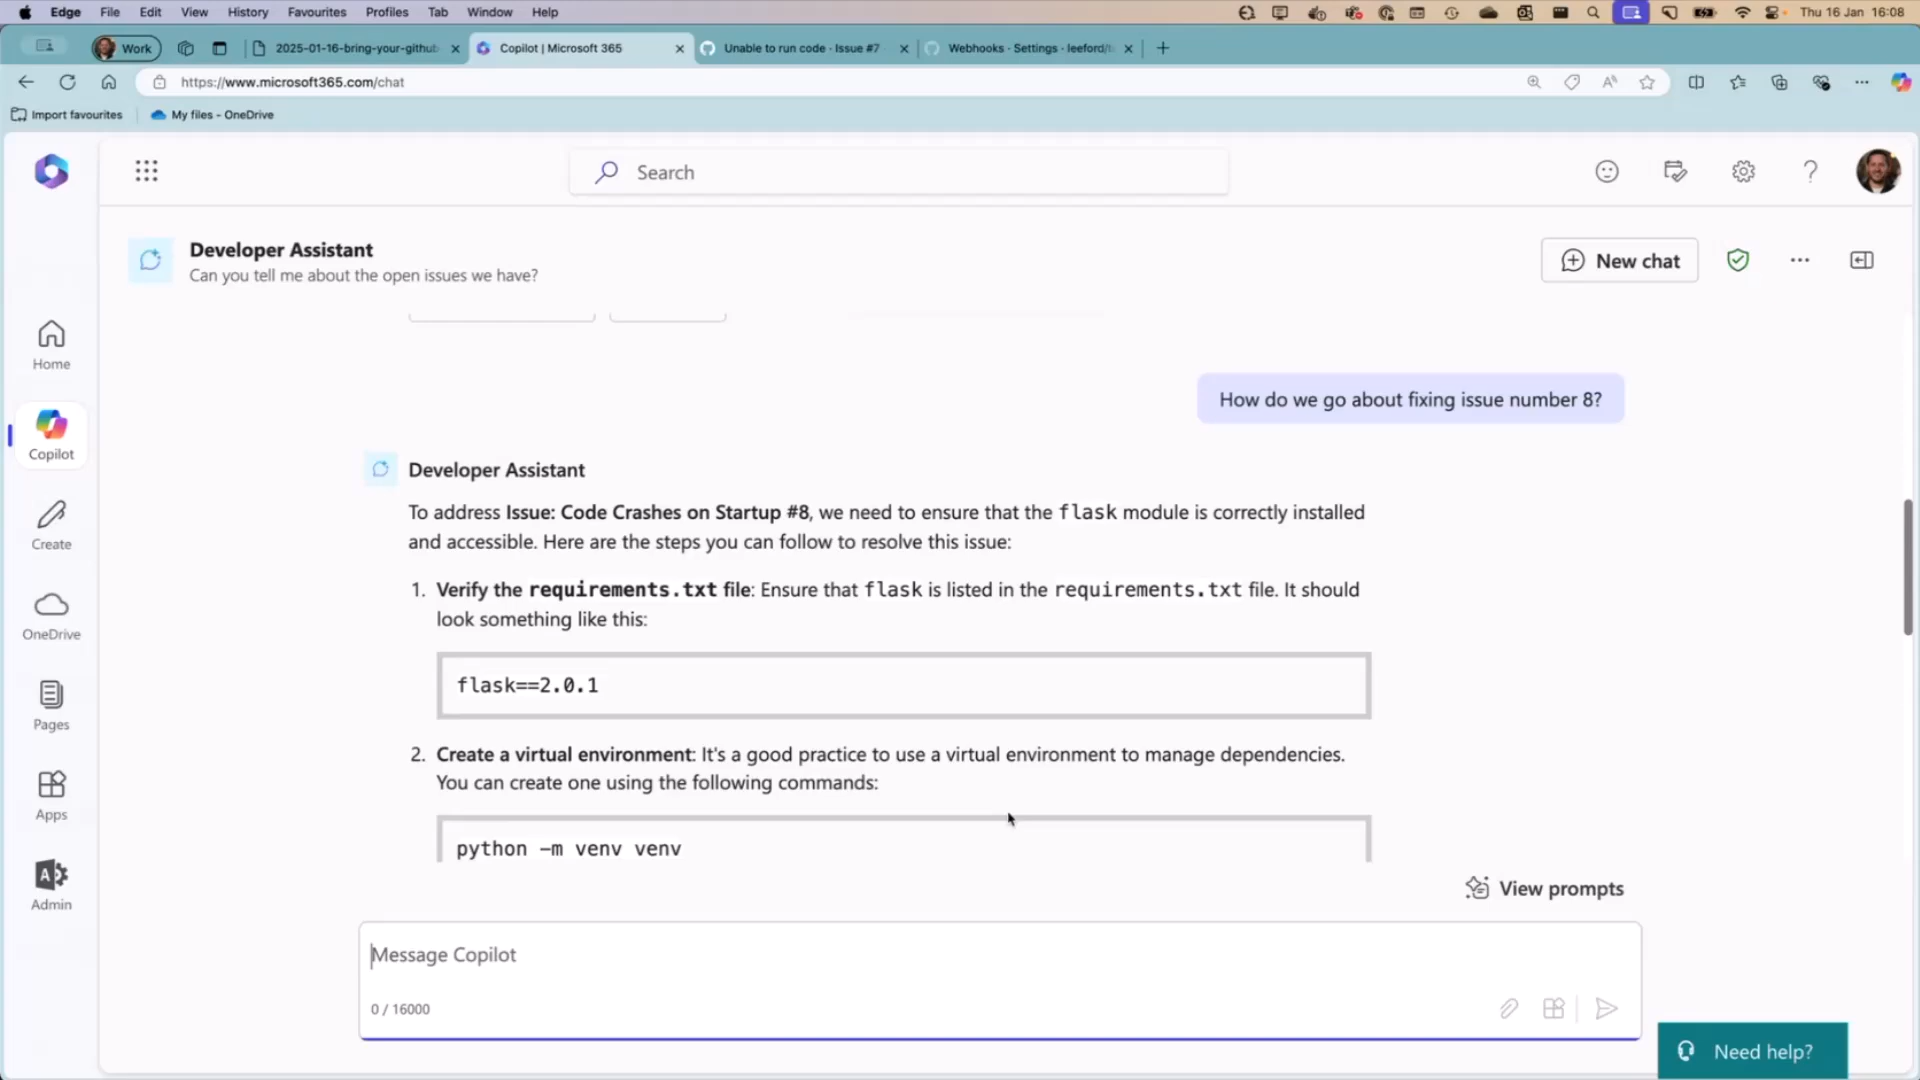 Edge File Edit View History Favourites Profiles Tab Window Help Thu 16 Jan 16:08
Work 2025-01-16-bring-your-github Copilot | Microsoft 365 Unable to run code · Issue #7 Webhooks · Settings · leeford/t
https://www.microsoft365.com/chat
Import favourites My files - OneDrive
Search
Developer Assistant
Can you tell me about the open issues we have?
New chat
Home
Copilot
Create
OneDrive
Pages
Apps
Admin
How do we go about fixing issue number 8?
Developer Assistant
To address Issue: Code Crashes on Startup #8, we need to ensure that the flask module is correctly installed
and accessible. Here are the steps you can follow to resolve this issue:
1. Verify the requirements.txt file: Ensure that flask is listed in the requirements.txt file. It should
look something like this:
flask==2.0.1
2. Create a virtual environment: It's a good practice to use a virtual environment to manage dependencies.
You can create one using the following commands:
python -m venv venv
View prompts
Message Copilot
0 / 16000
Need help?